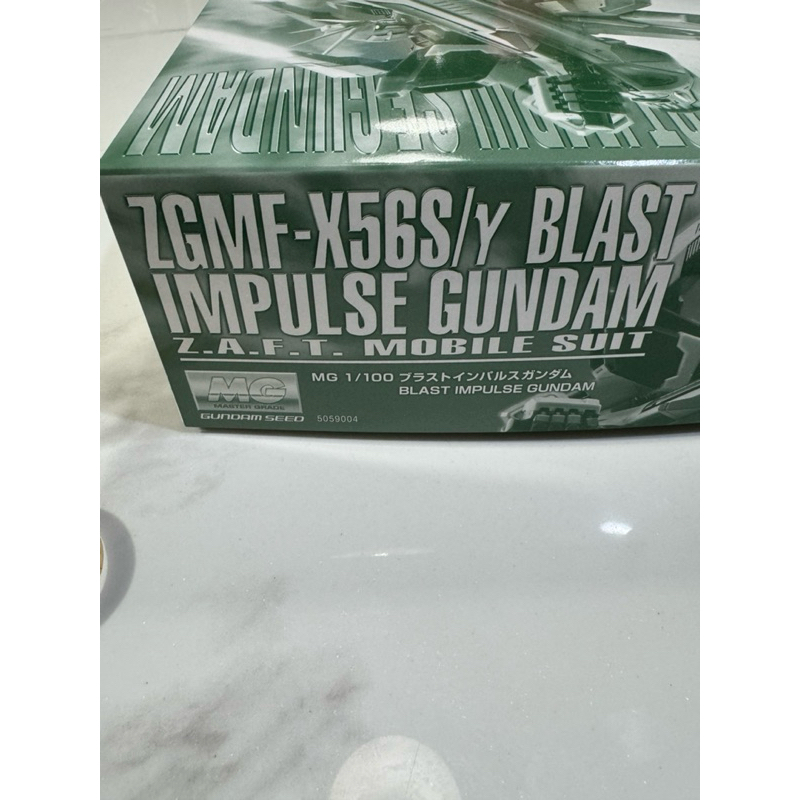 ZGMF-X56S/γ BLAST
IMPULSE GUNDAM
Z.A.F.T. MOBILE SUIT
MG 1/100 ブラストインパルスガンダム
BLAST IMPULSE GUNDAM
MG
MASTER GRADE
GUNDAM SEED 5059004